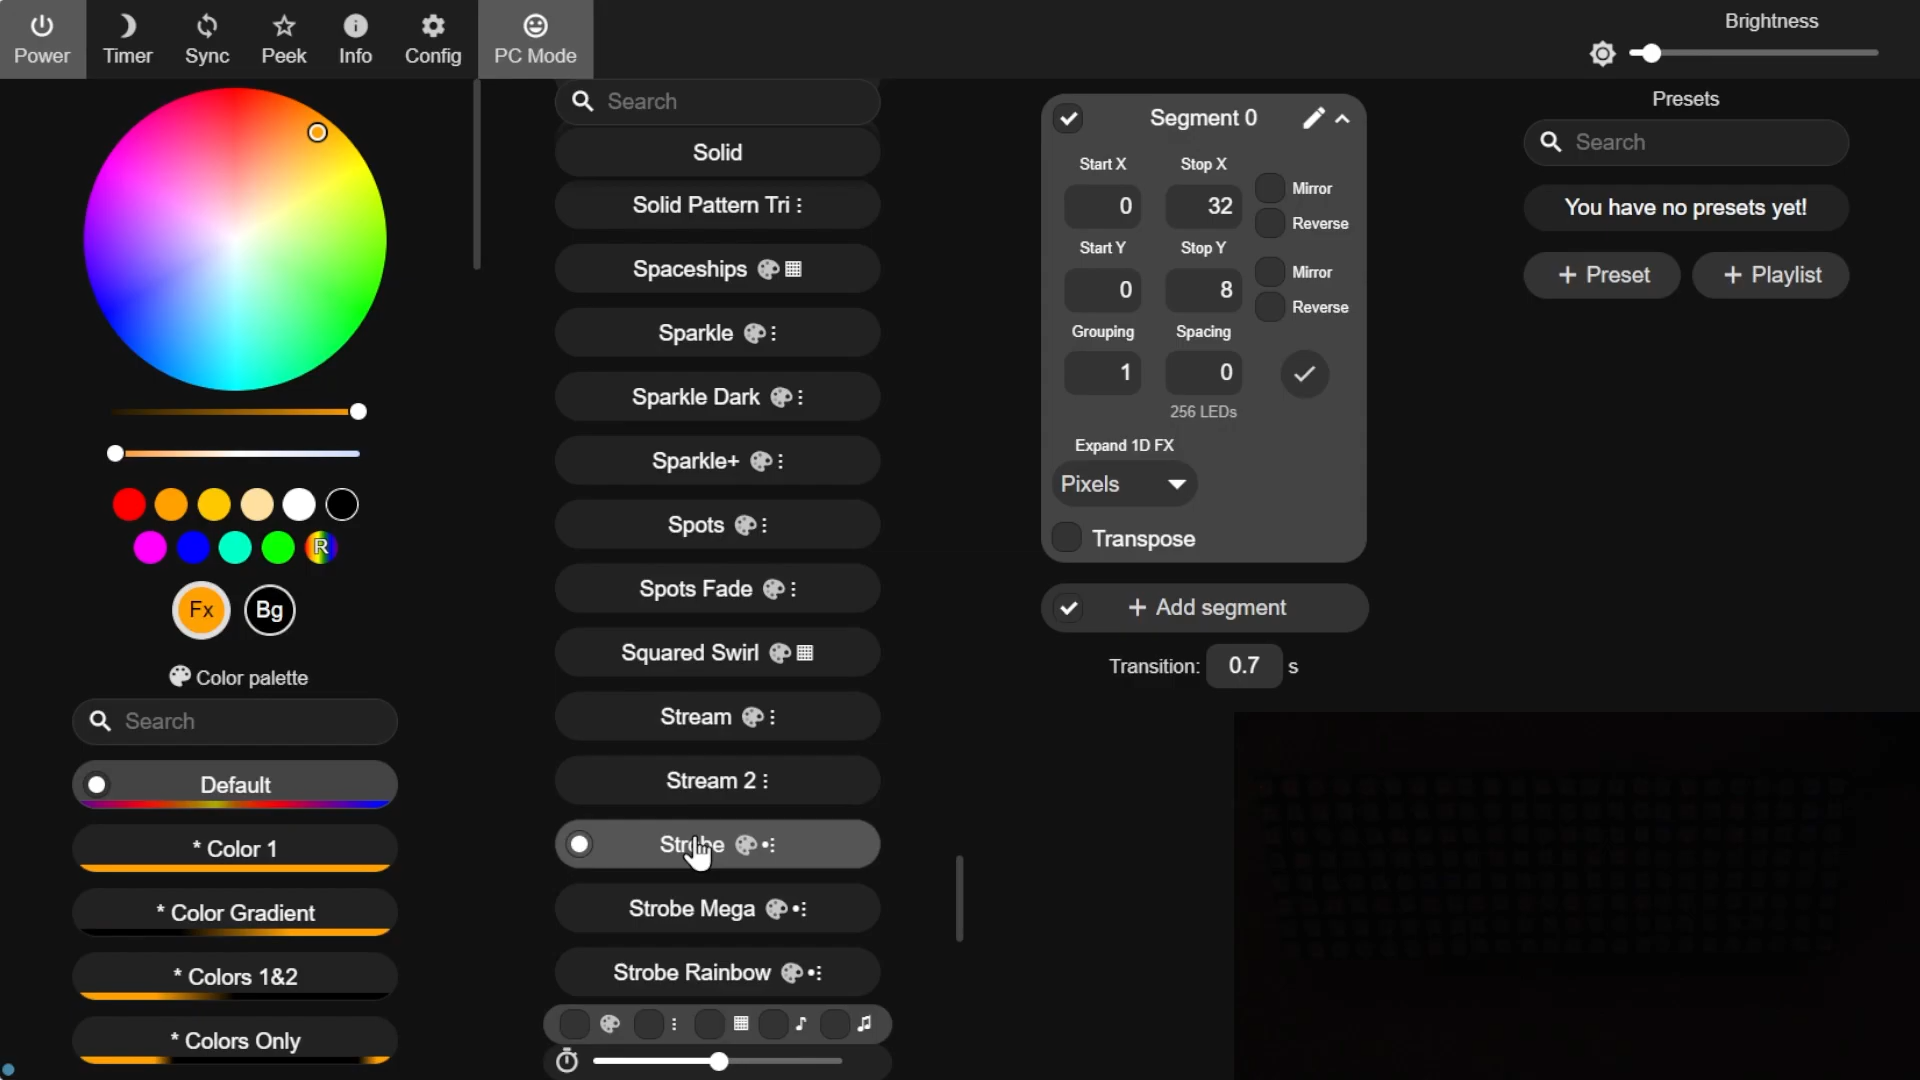 Power
Timer
Sync
Peek
Info
Config
PC Mode
Brightness
Fx
Bg
R
Color palette
Search
Default
* Color 1
* Color Gradient
* Colors 1&2
* Colors Only
Search
Solid
Solid Pattern Tri
Spaceships
Sparkle
Sparkle Dark
Sparkle+
Spots
Spots Fade
Squared Swirl
Stream
Stream 2
Strobe
Strobe Mega
Strobe Rainbow
Segment 0
Start X Stop X
0 32 Mirror
Reverse
Start Y Stop Y
0 8 Mirror
Reverse
Grouping Spacing
1 0
256 LEDs
Expand 1D FX
Pixels
Transpose
+ Add segment
Transition: 0.7 s
Presets
Search
You have no presets yet!
+ Preset + Playlist